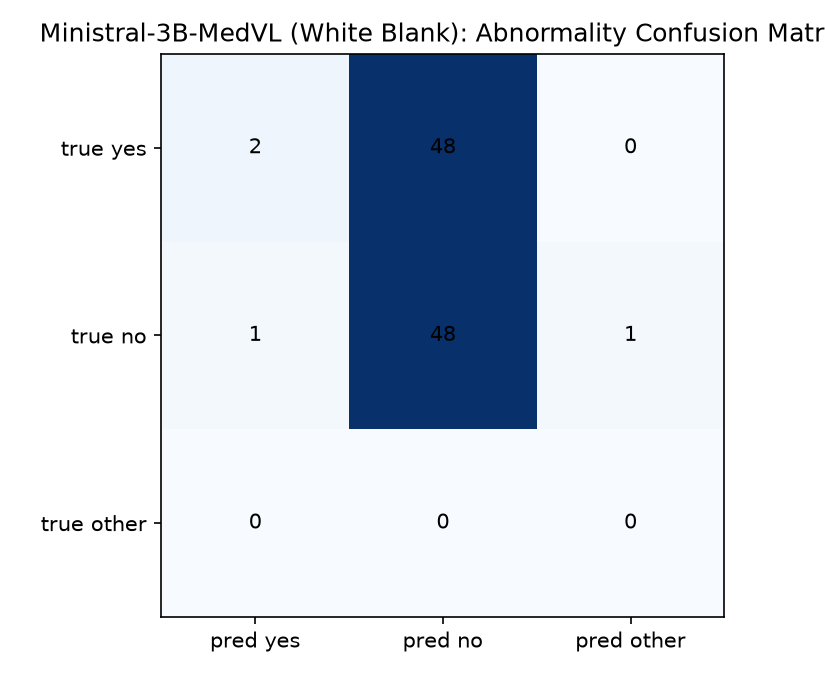 Ministral-3B-MedVL (White Blank): Abnormality Confusion Matr
true yes 2 48 0
true no 1 48 1
true other 0 0 0
pred yes pred no pred other